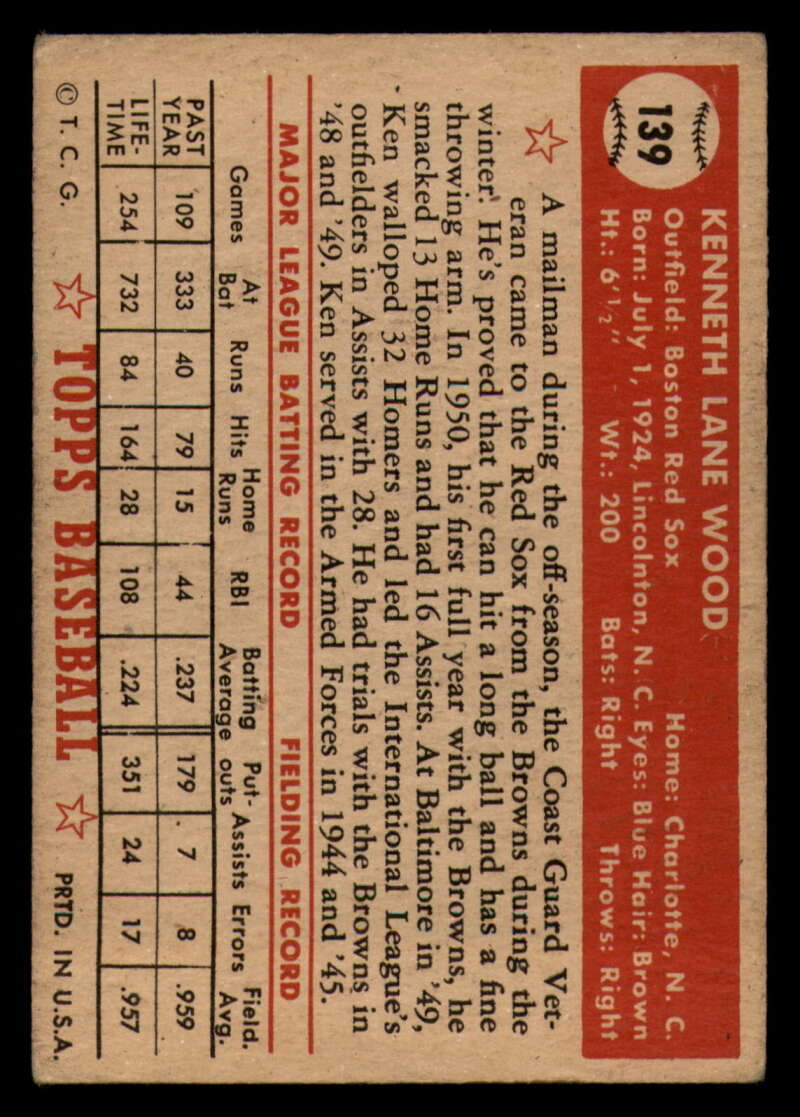 139
KENNETH LANE WOOD
Outfield: Boston Red Sox Home: Charlotte, N. C.
Born: July 1, 1924, Lincolnton, N. C. Eyes: Blue Hair: Brown
Ht.: 6'½" Wt.: 200 Bats: Right Throws: Right
A mailman during the off-season, the Coast Guard Vet-
eran came to the Red Sox from the Browns during the
winter. He's proved that he can hit a long ball and has a fine
throwing arm. In 1950, his first full year with the Browns, he
smacked 13 Home Runs and had 16 Assists. At Baltimore in '49,
Ken walloped 32 Homers and led the International League's
outfielders in Assists with 28. He had trials with the Browns in
'48 and '49. Ken served in the Armed Forces in 1944 and '45.
MAJOR LEAGUE BATTING RECORD FIELDING RECORD
Games At Bat Runs Hits Home Runs RBI Batting Average Put-outs Assists Errors Field. Avg.
PAST YEAR 109 333 40 79 15 44 .237 179 7 8 .959
LIFE-TIME 254 732 84 164 28 108 .224 351 24 17 .957
© T. C. G. TOPPS BASEBALL PRTD. IN U.S.A.